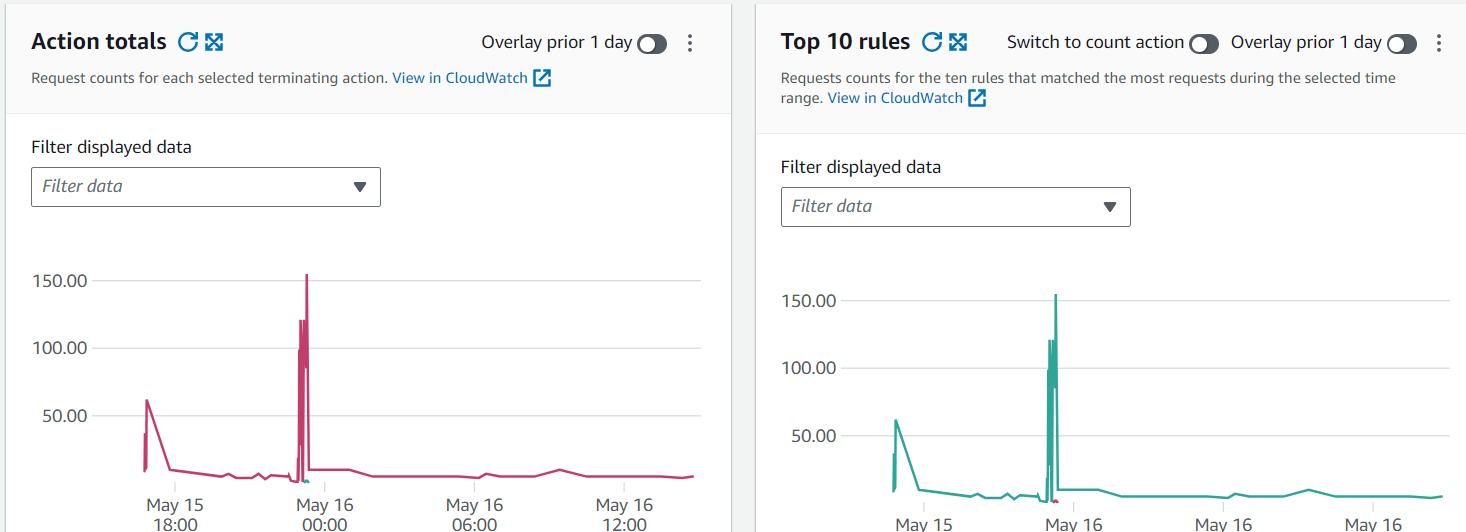 Action totals
Overlay prior 1 day
Request counts for each selected terminating action. View in CloudWatch
Filter displayed data
Filter data
150.00
100.00
50.00
May 15
18:00
May 16
00:00
May 16
06:00
May 16
12:00
Top 10 rules
Switch to count action
Overlay prior 1 day
Requests counts for the ten rules that matched the most requests during the selected time
range. View in CloudWatch
Filter displayed data
Filter data
150.00
100.00
50.00
May 15
May 16
May 16
May 16